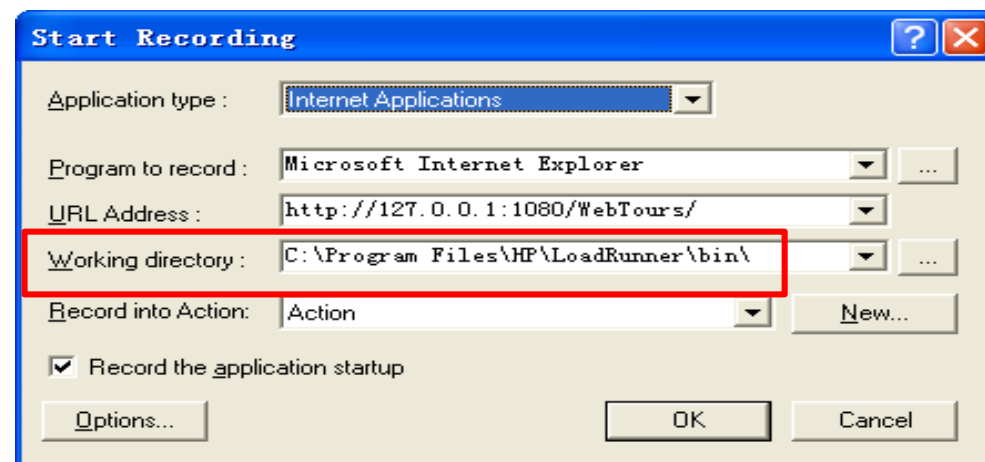 Start Recording
Application type : Internet Applications
Program to record : Microsoft Internet Explorer ...
URL Address : http://127.0.0.1:1080/WebTours/
Working directory : C:\Program Files\HP\LoadRunner\bin\ ...
Record into Action: Action New...
Record the application startup
Options... OK Cancel